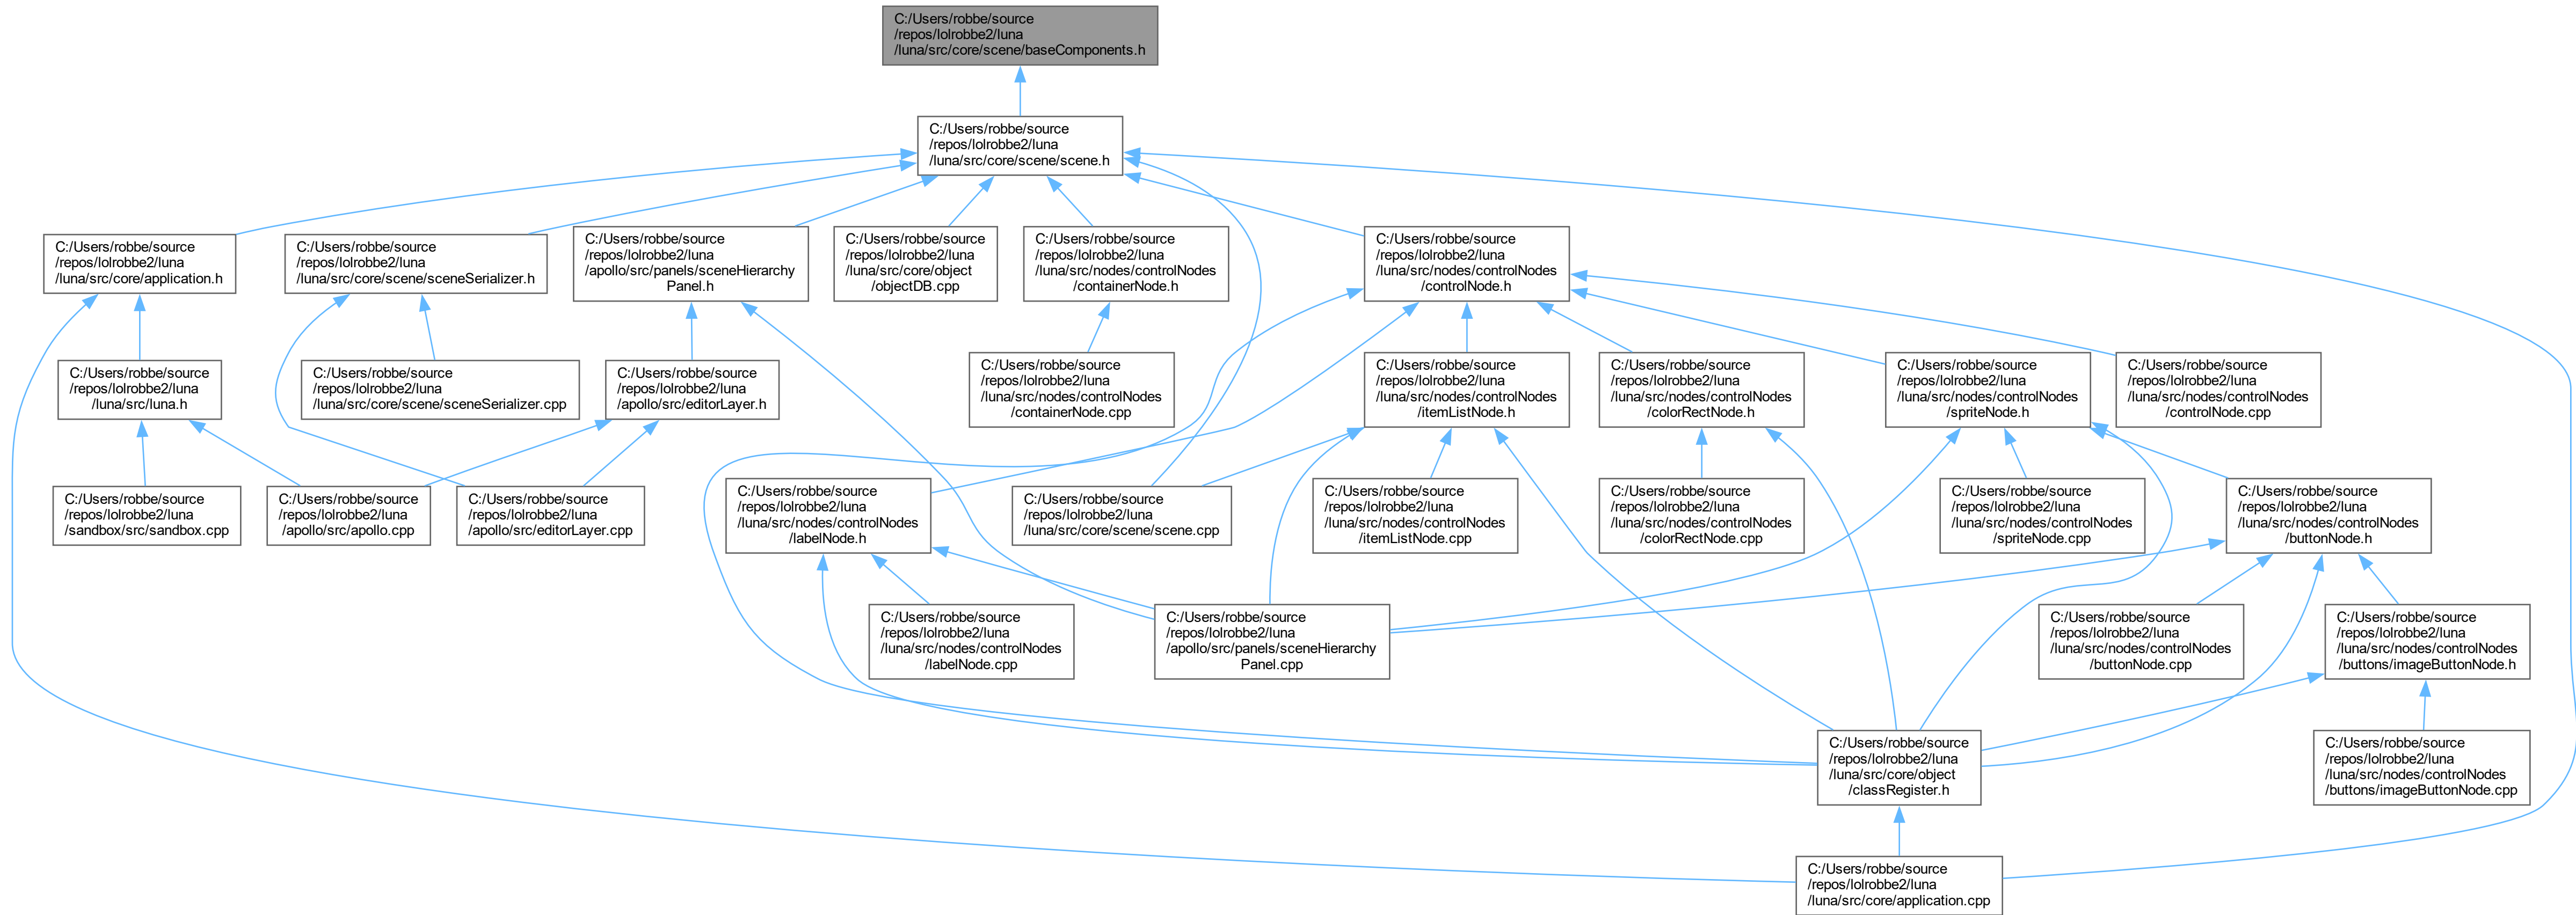 C:/Users/robbe/source
/repos/lolrobbe2/luna
/luna/src/core/scene/baseComponents.h
C:/Users/robbe/source
/repos/lolrobbe2/luna
/luna/src/core/scene/scene.h
C:/Users/robbe/source
/repos/lolrobbe2/luna
/luna/src/core/application.h
C:/Users/robbe/source
/repos/lolrobbe2/luna
/luna/src/core/scene/sceneSerializer.h
C:/Users/robbe/source
/repos/lolrobbe2/luna
/apollo/src/panels/sceneHierarchy
Panel.h
C:/Users/robbe/source
/repos/lolrobbe2/luna
/luna/src/core/object
/objectDB.cpp
C:/Users/robbe/source
/repos/lolrobbe2/luna
/luna/src/nodes/controlNodes
/containerNode.h
C:/Users/robbe/source
/repos/lolrobbe2/luna
/luna/src/nodes/controlNodes
/controlNode.h
C:/Users/robbe/source
/repos/lolrobbe2/luna
/luna/src/luna.h
C:/Users/robbe/source
/repos/lolrobbe2/luna
/luna/src/core/scene/sceneSerializer.cpp
C:/Users/robbe/source
/repos/lolrobbe2/luna
/apollo/src/editorLayer.h
C:/Users/robbe/source
/repos/lolrobbe2/luna
/luna/src/nodes/controlNodes
/containerNode.cpp
C:/Users/robbe/source
/repos/lolrobbe2/luna
/luna/src/nodes/controlNodes
/itemListNode.h
C:/Users/robbe/source
/repos/lolrobbe2/luna
/luna/src/nodes/controlNodes
/colorRectNode.h
C:/Users/robbe/source
/repos/lolrobbe2/luna
/luna/src/nodes/controlNodes
/spriteNode.h
C:/Users/robbe/source
/repos/lolrobbe2/luna
/luna/src/nodes/controlNodes
/controlNode.cpp
C:/Users/robbe/source
/repos/lolrobbe2/luna
/sandbox/src/sandbox.cpp
C:/Users/robbe/source
/repos/lolrobbe2/luna
/apollo/src/apollo.cpp
C:/Users/robbe/source
/repos/lolrobbe2/luna
/apollo/src/editorLayer.cpp
C:/Users/robbe/source
/repos/lolrobbe2/luna
/luna/src/nodes/controlNodes
/labelNode.h
C:/Users/robbe/source
/repos/lolrobbe2/luna
/luna/src/core/scene/scene.cpp
C:/Users/robbe/source
/repos/lolrobbe2/luna
/luna/src/nodes/controlNodes
/itemListNode.cpp
C:/Users/robbe/source
/repos/lolrobbe2/luna
/luna/src/nodes/controlNodes
/colorRectNode.cpp
C:/Users/robbe/source
/repos/lolrobbe2/luna
/luna/src/nodes/controlNodes
/spriteNode.cpp
C:/Users/robbe/source
/repos/lolrobbe2/luna
/luna/src/nodes/controlNodes
/buttonNode.h
C:/Users/robbe/source
/repos/lolrobbe2/luna
/luna/src/nodes/controlNodes
/labelNode.cpp
C:/Users/robbe/source
/repos/lolrobbe2/luna
/apollo/src/panels/sceneHierarchy
Panel.cpp
C:/Users/robbe/source
/repos/lolrobbe2/luna
/luna/src/nodes/controlNodes
/buttonNode.cpp
C:/Users/robbe/source
/repos/lolrobbe2/luna
/luna/src/nodes/controlNodes
/buttons/imageButtonNode.h
C:/Users/robbe/source
/repos/lolrobbe2/luna
/luna/src/core/object
/classRegister.h
C:/Users/robbe/source
/repos/lolrobbe2/luna
/luna/src/nodes/controlNodes
/buttons/imageButtonNode.cpp
C:/Users/robbe/source
/repos/lolrobbe2/luna
/luna/src/core/application.cpp